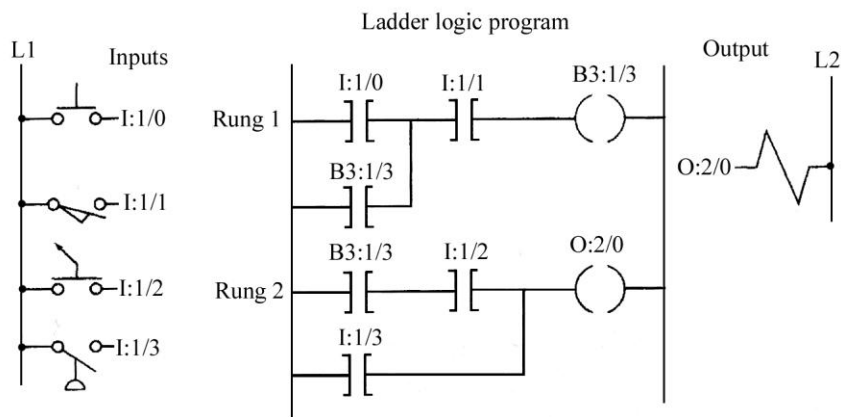 Ladder logic program
L1
Inputs
Output
L2
I:1/0
I:1/1
I:1/2
I:1/3
Rung 1
I:1/0
I:1/1
B3:1/3
B3:1/3
Rung 2
B3:1/3
I:1/2
O:2/0
I:1/3
O:2/0